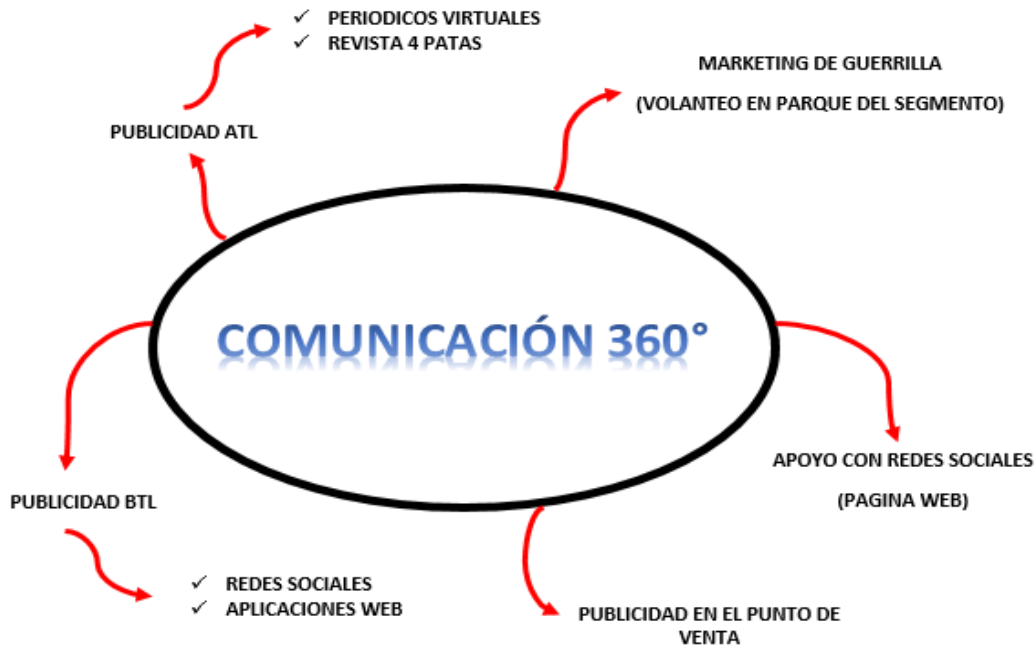 PERIODICOS VIRTUALES
REVISTA 4 PATAS
MARKETING DE GUERRILLA
(VOLANTEO EN PARQUE DEL SEGMENTO)
PUBLICIDAD ATL
COMUNICACIÓN 360°
APOYO CON REDES SOCIALES
(PAGINA WEB)
PUBLICIDAD BTL
REDES SOCIALES
APLICACIONES WEB
PUBLICIDAD EN EL PUNTO DE
VENTA